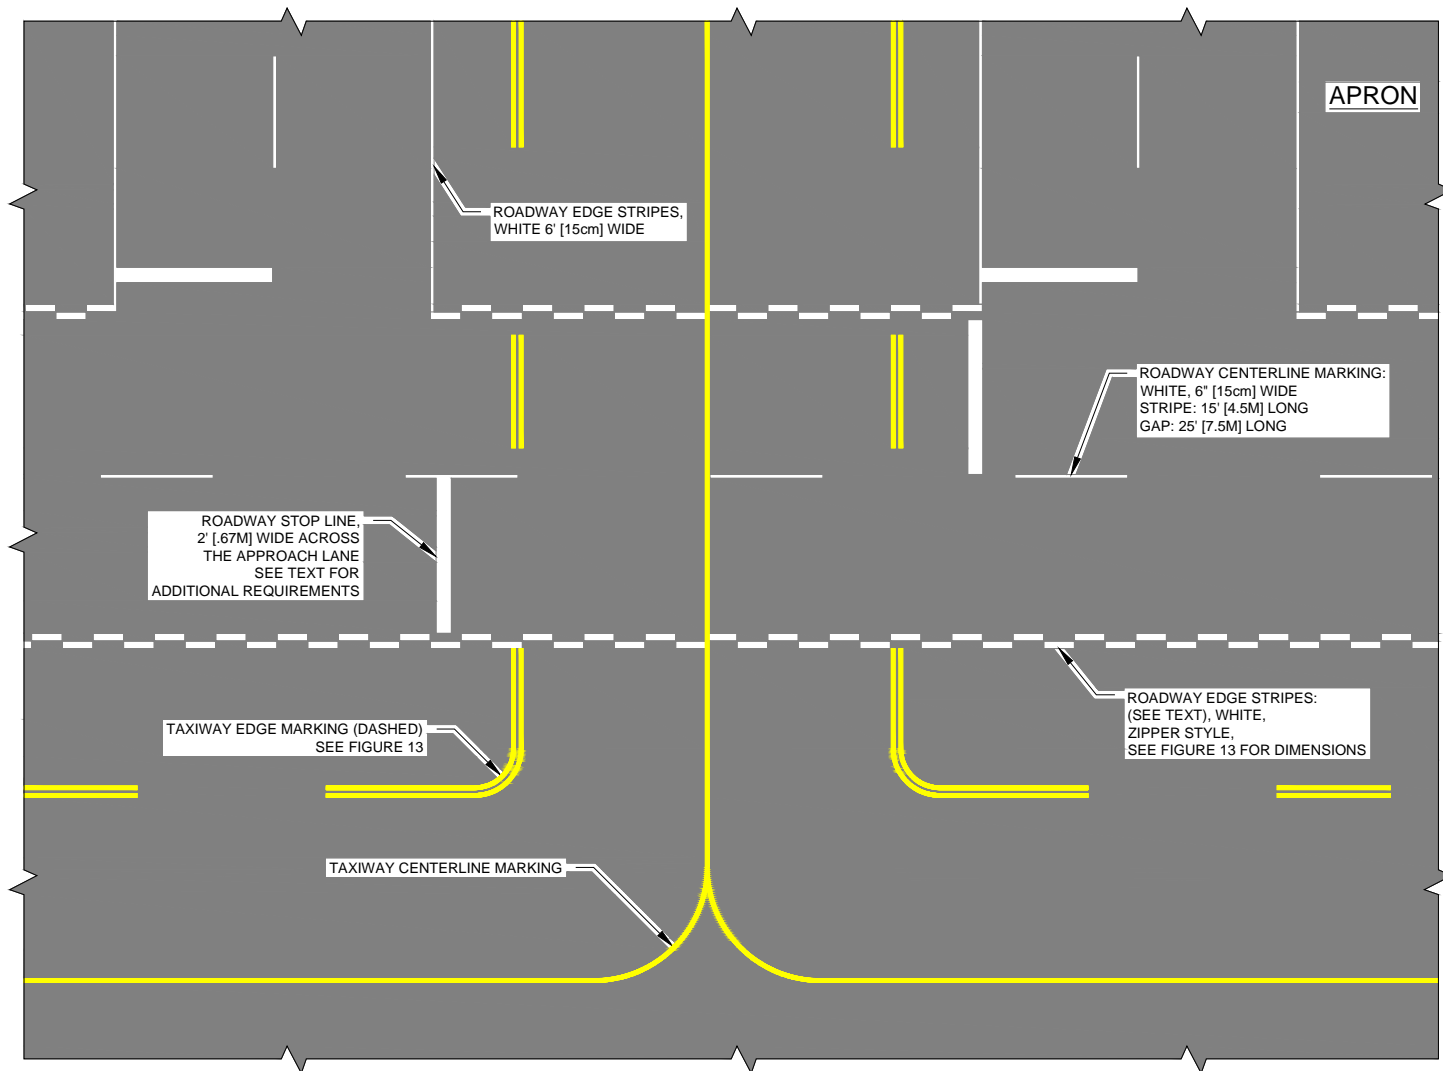 APRON
ROADWAY EDGE STRIPES,
WHITE 6' [15cm] WIDE
ROADWAY CENTERLINE MARKING:
WHITE, 6" [15cm] WIDE
STRIPE: 15' [4.5M] LONG
GAP: 25' [7.5M] LONG
ROADWAY STOP LINE,
2' [.67M] WIDE ACROSS
THE APPROACH LANE
SEE TEXT FOR
ADDITIONAL REQUIREMENTS
ROADWAY EDGE STRIPES:
(SEE TEXT), WHITE,
ZIPPER STYLE,
SEE FIGURE 13 FOR DIMENSIONS
TAXIWAY EDGE MARKING (DASHED)
SEE FIGURE 13
TAXIWAY CENTERLINE MARKING